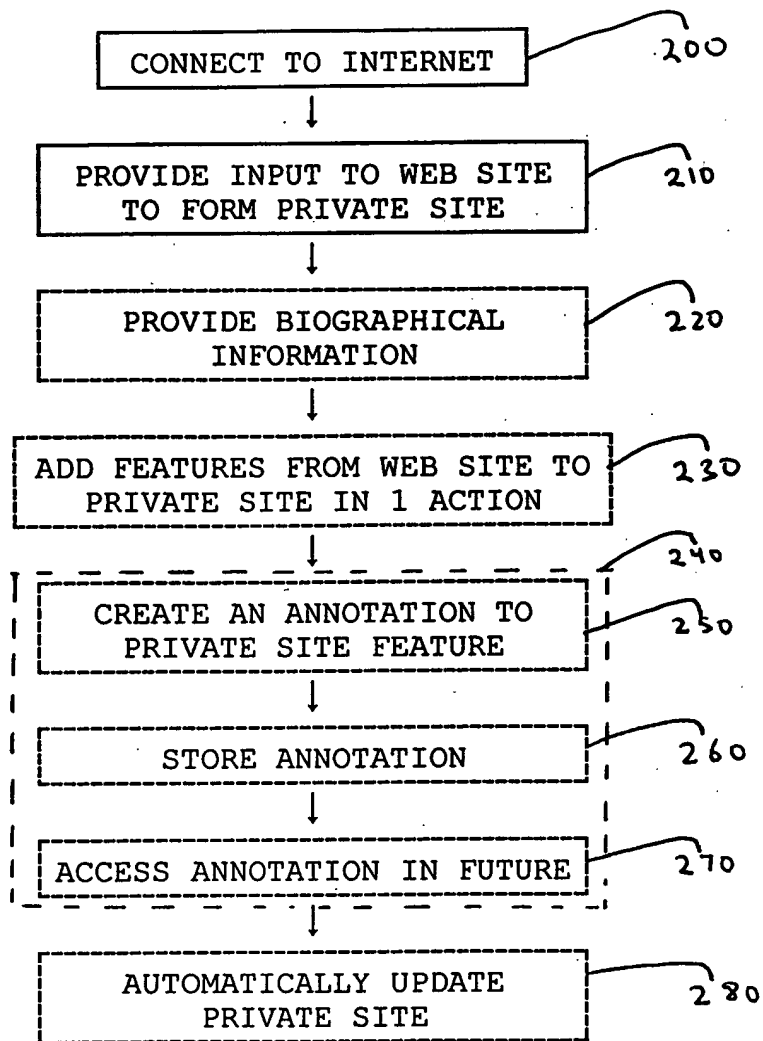 CONNECT TO INTERNET
200
PROVIDE INPUT TO WEB SITE
TO FORM PRIVATE SITE
210
PROVIDE BIOGRAPHICAL
INFORMATION
220
ADD FEATURES FROM WEB SITE TO
PRIVATE SITE IN 1 ACTION
230
240
CREATE AN ANNOTATION TO
PRIVATE SITE FEATURE
250
STORE ANNOTATION
260
ACCESS ANNOTATION IN FUTURE
270
AUTOMATICALLY UPDATE
PRIVATE SITE
280